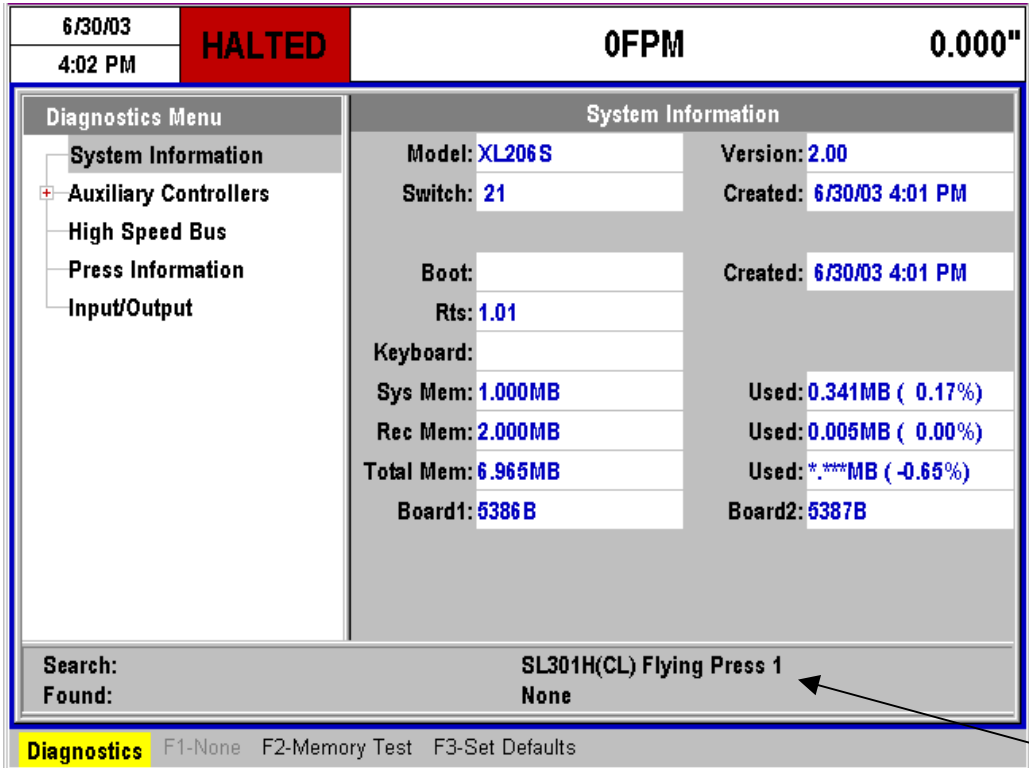 6/30/03
4:02 PM
HALTED
0FPM
0.000"
Diagnostics Menu
System Information
Auxiliary Controllers
High Speed Bus
Press Information
Input/Output
System Information
Model: XL206S Version: 2.00
Switch: 21 Created: 6/30/03 4:01 PM
Boot: Created: 6/30/03 4:01 PM
Rts: 1.01
Keyboard:
Sys Mem: 1.000MB Used: 0.341MB ( 0.17%)
Rec Mem: 2.000MB Used: 0.005MB ( 0.00%)
Total Mem: 6.965MB Used: *.***MB ( -0.65%)
Board1: 5386B Board2: 5387B
Search: SL301H(CL) Flying Press 1
Found: None
Diagnostics F1-None F2-Memory Test F3-Set Defaults